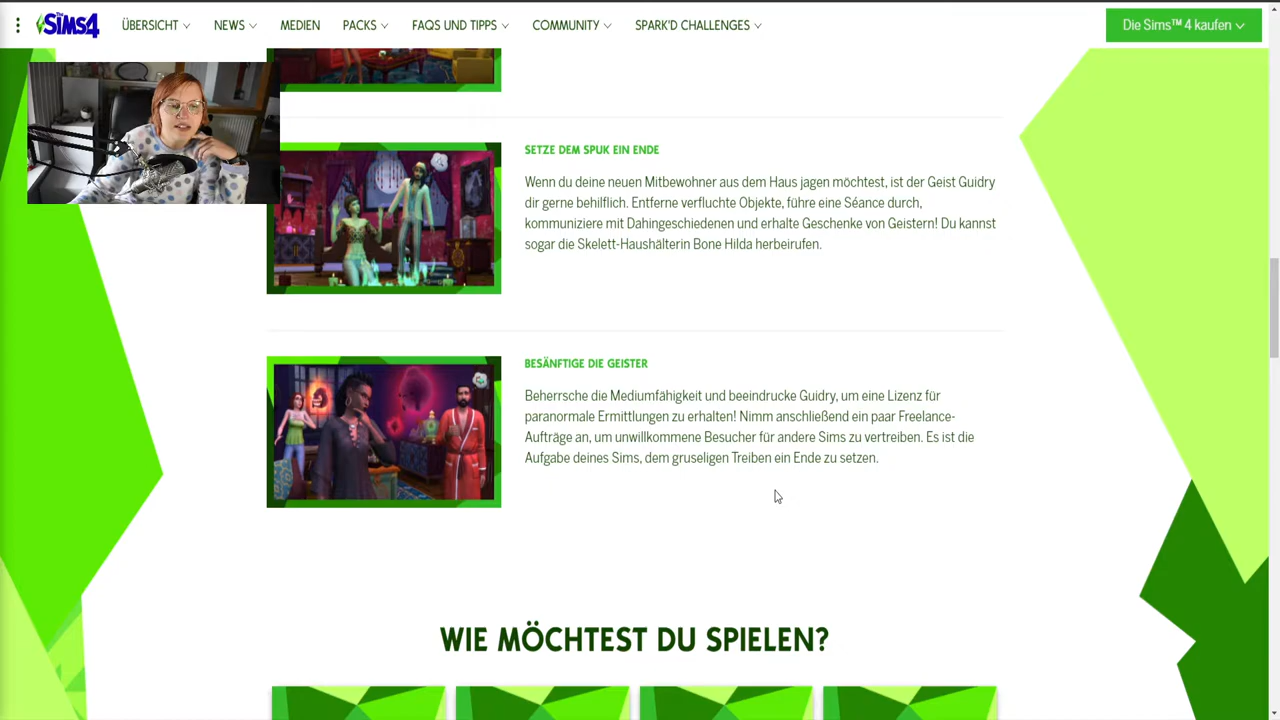 The Sims 4
ÜBERSICHT
NEWS
MEDIEN
PACKS
FAQS UND TIPPS
COMMUNITY
SPARK'D CHALLENGES
Die Sims™ 4 kaufen
SETZE DEM SPUK EIN ENDE
Wenn du deine neuen Mitbewohner aus dem Haus jagen möchtest, ist der Geist Guidry
dir gerne behilflich. Entferne verfluchte Objekte, führe eine Séance durch,
kommuniziere mit Dahingeschiedenen und erhalte Geschenke von Geistern! Du kannst
sogar die Skelett-Haushälterin Bone Hilda herbeirufen.
BESÄNFTIGE DIE GEISTER
Beherrsche die Mediumfähigkeit und beeindrucke Guidry, um eine Lizenz für
paranormale Ermittlungen zu erhalten! Nimm anschließend ein paar Freelance-
Aufträge an, um unwillkommene Besucher für andere Sims zu vertreiben. Es ist die
Aufgabe deines Sims, dem gruseligen Treiben ein Ende zu setzen.
WIE MÖCHTEST DU SPIELEN?